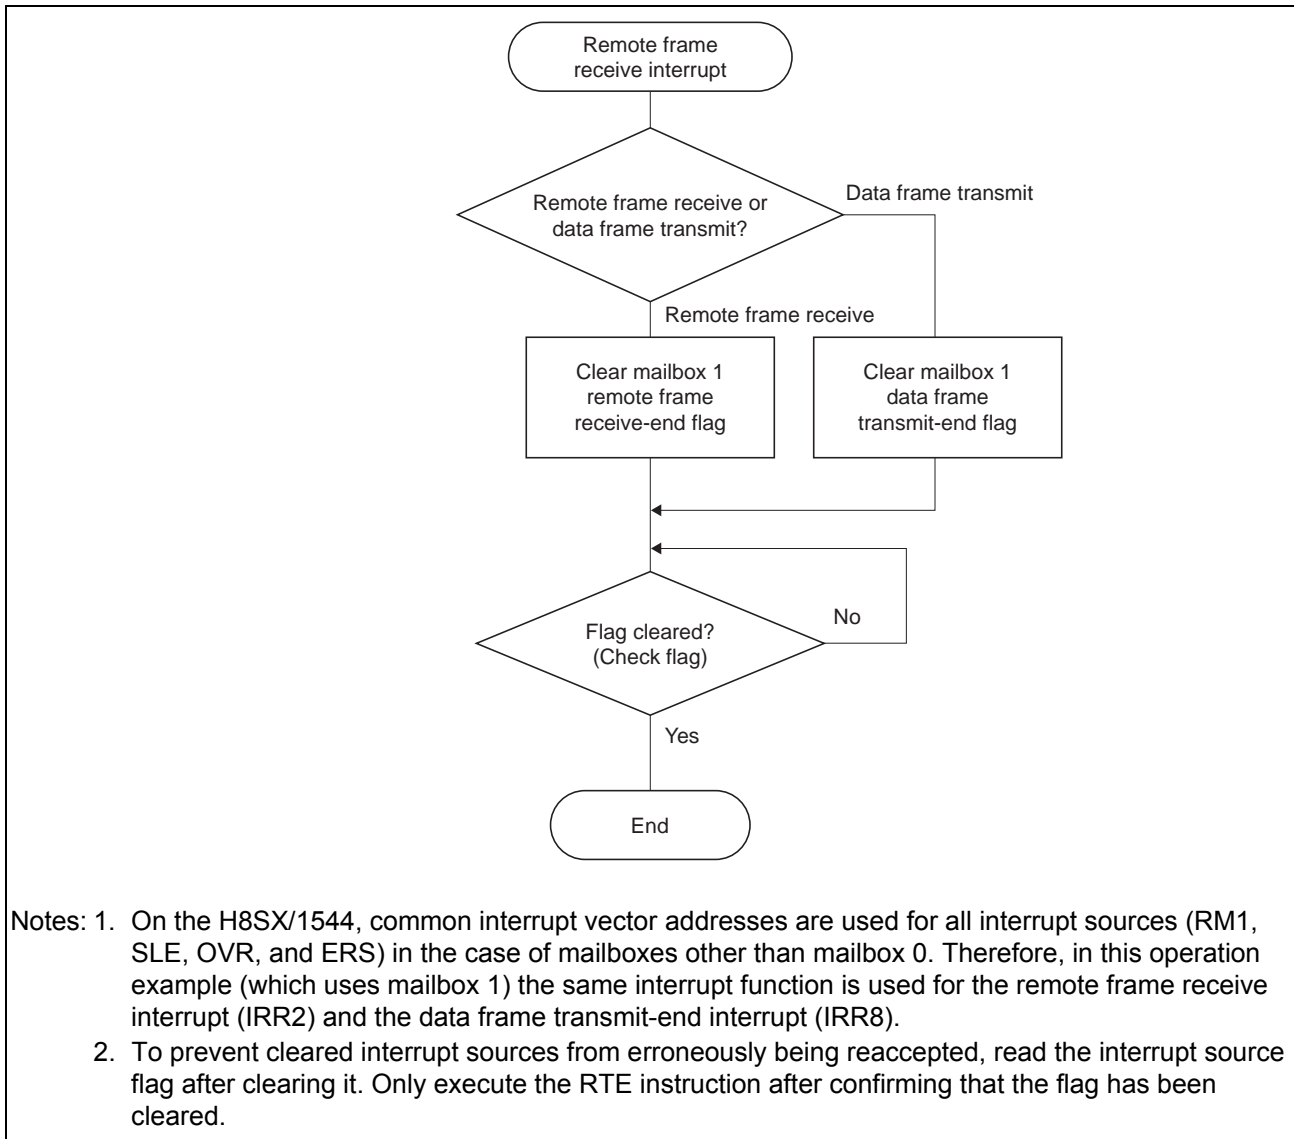 Remote frame
receive interrupt
Remote frame receive or
data frame transmit?
Data frame transmit
Remote frame receive
Clear mailbox 1
remote frame
receive-end flag
Clear mailbox 1
data frame
transmit-end flag
Flag cleared?
(Check flag)
No
Yes
End
Notes: 1. On the H8SX/1544, common interrupt vector addresses are used for all interrupt sources (RM1,
SLE, OVR, and ERS) in the case of mailboxes other than mailbox 0. Therefore, in this operation
example (which uses mailbox 1) the same interrupt function is used for the remote frame receive
interrupt (IRR2) and the data frame transmit-end interrupt (IRR8).
2. To prevent cleared interrupt sources from erroneously being reaccepted, read the interrupt source
flag after clearing it. Only execute the RTE instruction after confirming that the flag has been
cleared.